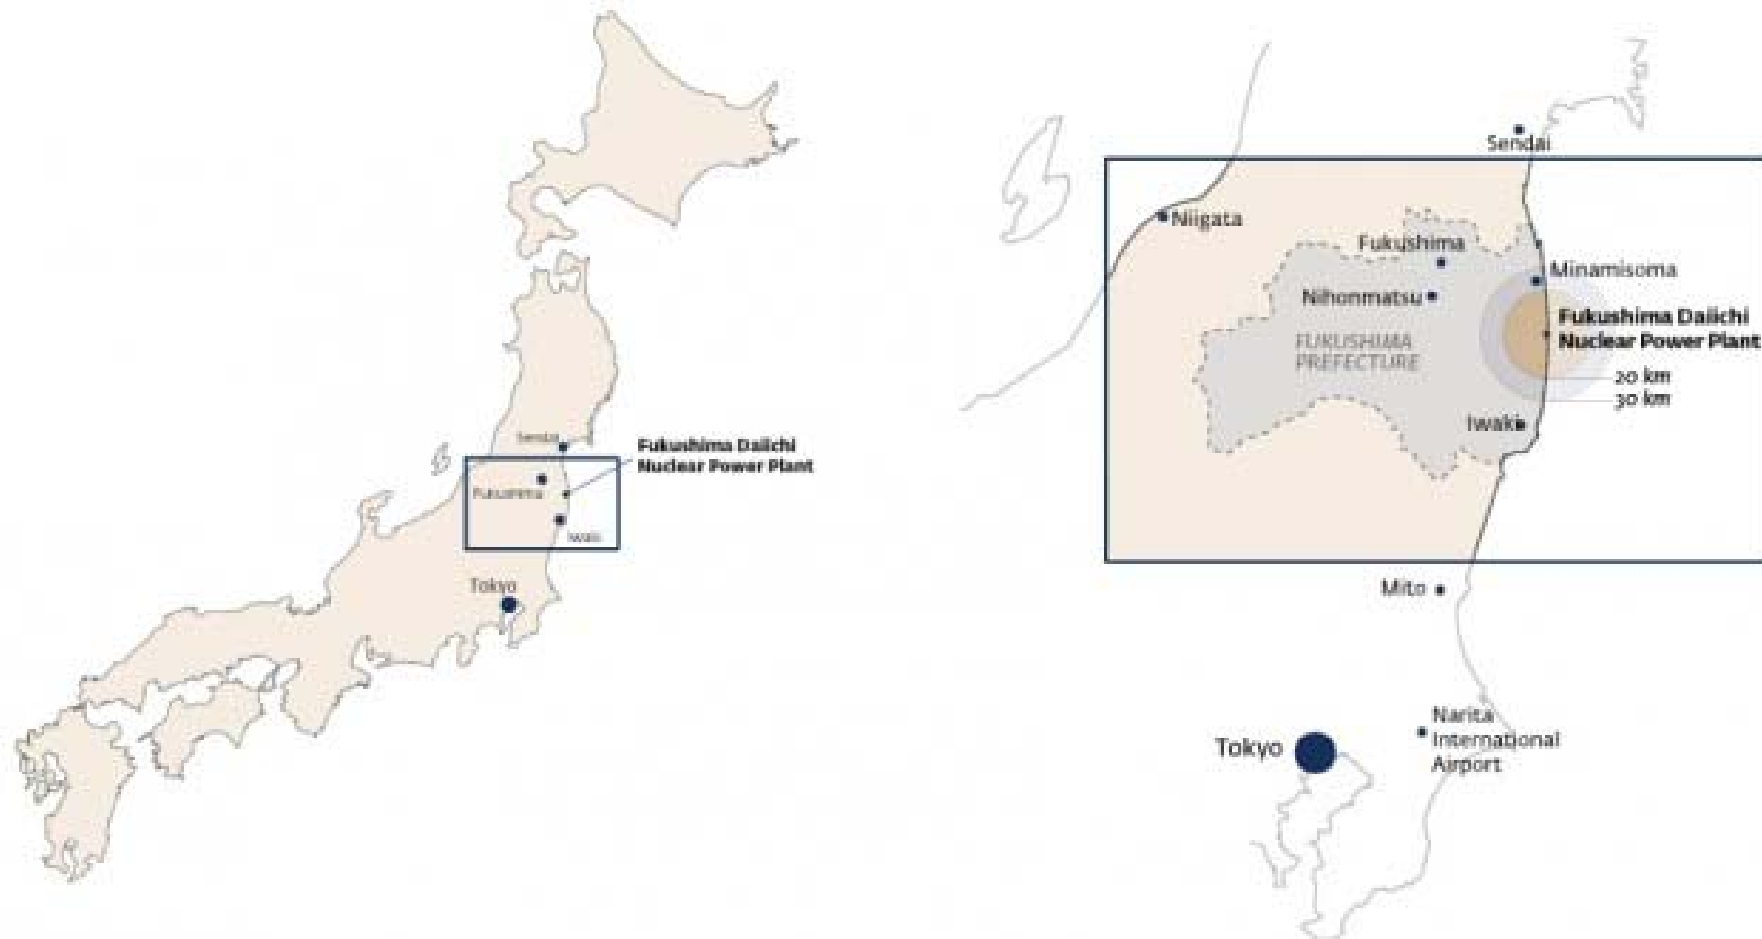 Sendai
Fukushima Daiichi
Nuclear Power Plant
Fukushima
Iwaki
Tokyo
Sendai
Niigata
Fukushima
Minamisoma
Nihonmatsu
Fukushima Daiichi
Nuclear Power Plant
FUKUSHIMA
PREFECTURE
20 km
30 km
Iwaki
Mito
Narita
International
Airport
Tokyo